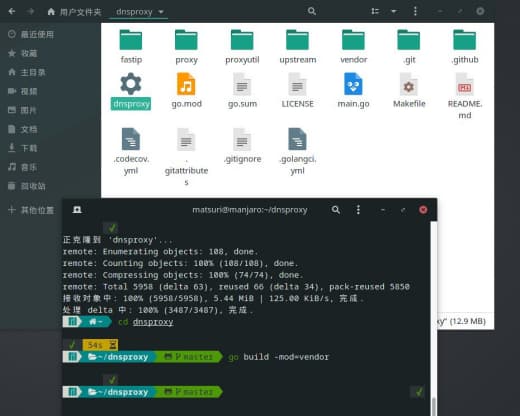 用户文件夹 dnsproxy
最近使用
收藏
主目录
视频
图片
文档
下载
音乐
回收站
其他位置
fastip proxy proxyutil upstream vendor .git .github
dnsproxy go.mod go.sum LICENSE main.go Makefile README.
md
.codecov. . .gitignore .golangci.
yml gitattribute yml
s
matsuri@manjaro:~/dnsproxy
正克隆到 'dnsproxy'...
remote: Enumerating objects: 108, done.
remote: Counting objects: 100% (108/108), done.
remote: Compressing objects: 100% (74/74), done.
remote: Total 5958 (delta 63), reused 66 (delta 34), pack-reused 5850
接收对象中: 100% (5958/5958), 5.44 MiB | 125.00 KiB/s, 完成.
处理 delta 中: 100% (3487/3487), 完成.
~ cd dnsproxy
54s
~/dnsproxy master go build -mod=vendor
~/dnsproxy master
xy" (12.9 MB)